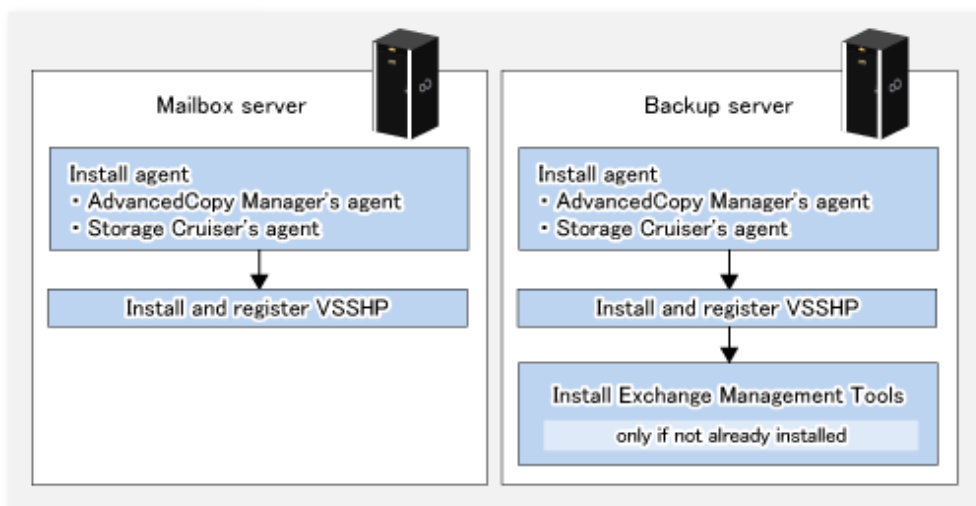 Mailbox server
Install agent
・AdvancedCopy Manager's agent
・Storage Cruiser's agent
Install and register VSSHP
Backup server
Install agent
・AdvancedCopy Manager's agent
・Storage Cruiser's agent
Install and register VSSHP
Install Exchange Management Tools
only if not already installed